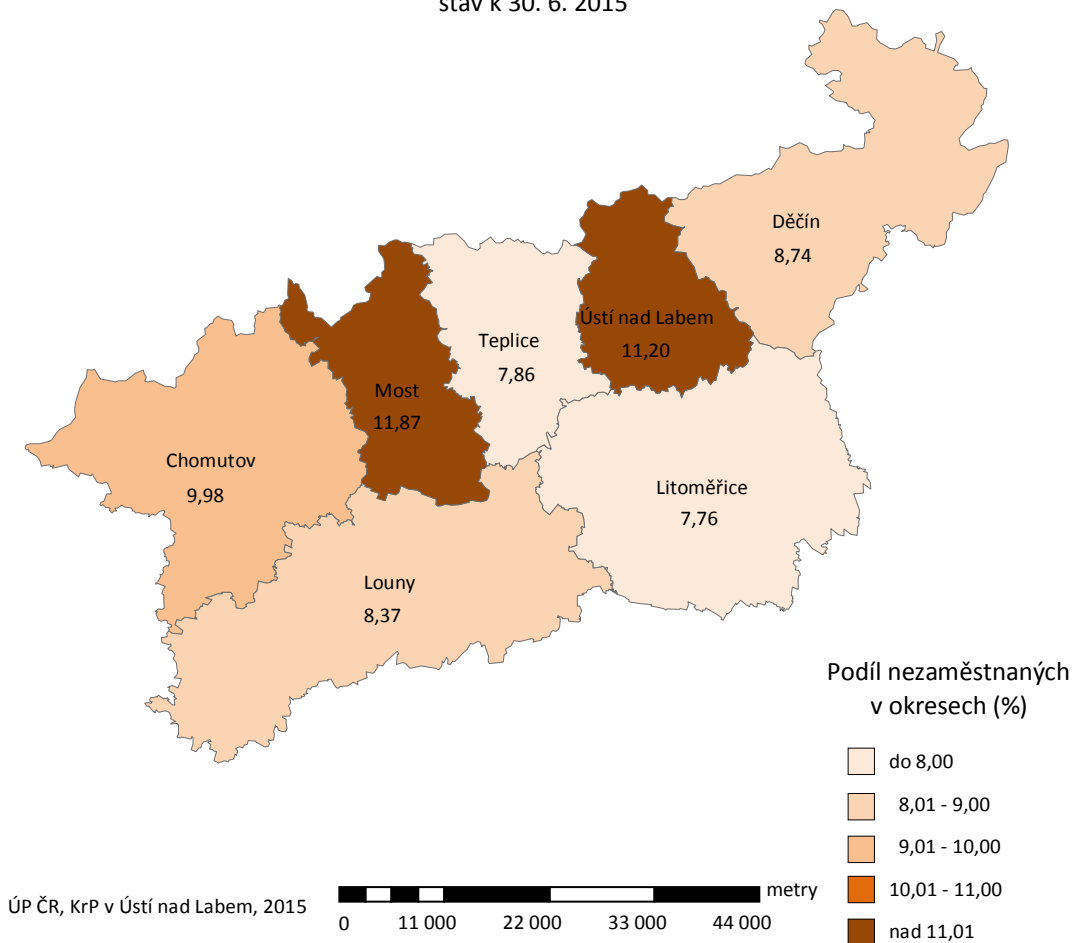 stav k 30. 6. 2015
Děčín
8,74
Ústí nad Labem
11,20
Teplice
7,86
Most
11,87
Chomutov
9,98
Litoměřice
7,76
Louny
8,37
Podíl nezaměstnaných
v okresech (%)
do 8,00
8,01 - 9,00
9,01 - 10,00
10,01 - 11,00
nad 11,01
ÚP ČR, KrP v Ústí nad Labem, 2015
metry
0 11 000 22 000 33 000 44 000